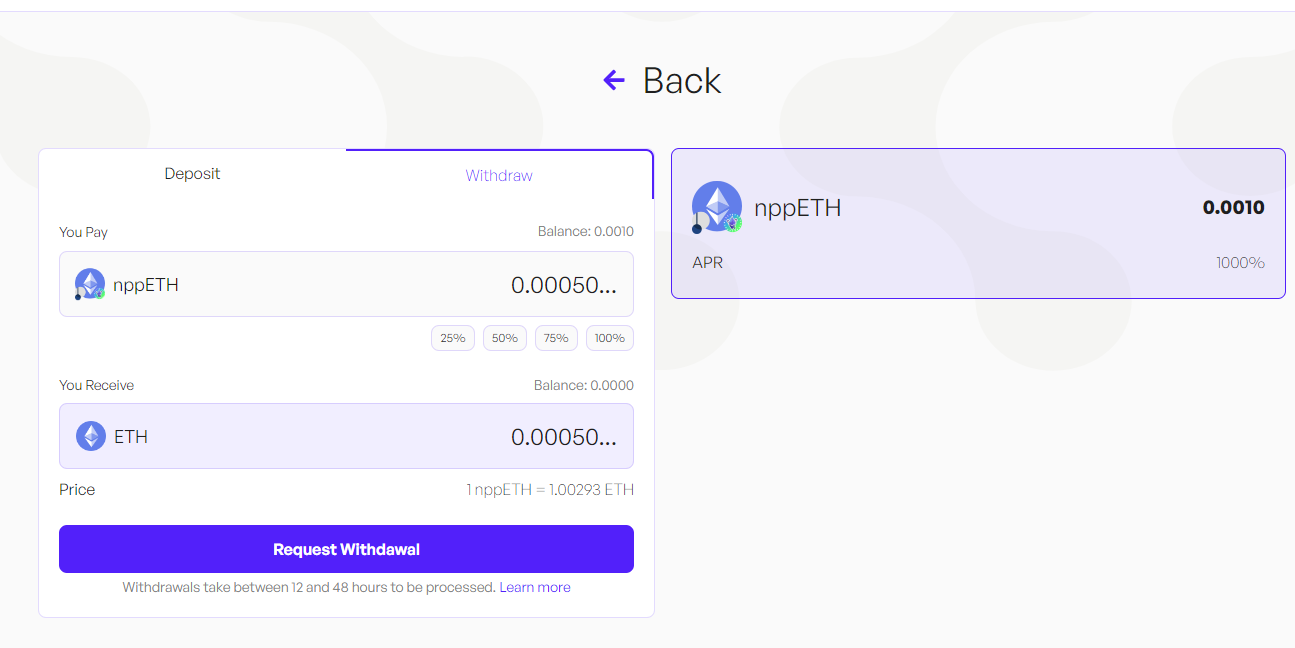 Back
Deposit
Withdraw
You Pay
Balance: 0.0010
nppETH
0.00050...
25%
50%
75%
100%
You Receive
Balance: 0.0000
ETH
0.00050...
Price
1 nppETH = 1.00293 ETH
Request Withdawal
Withdrawals take between 12 and 48 hours to be processed. Learn more
nppETH
0.0010
APR
1000%